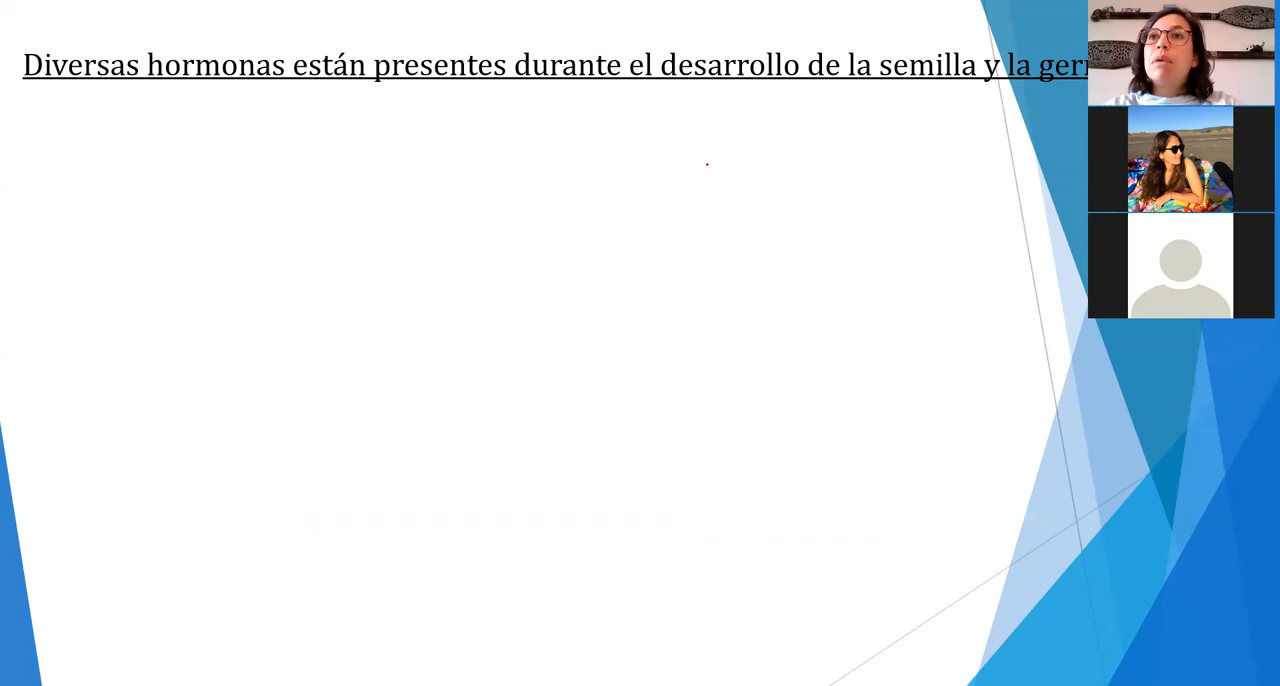 Diversas hormonas están presentes durante el desarrollo de la semilla y la